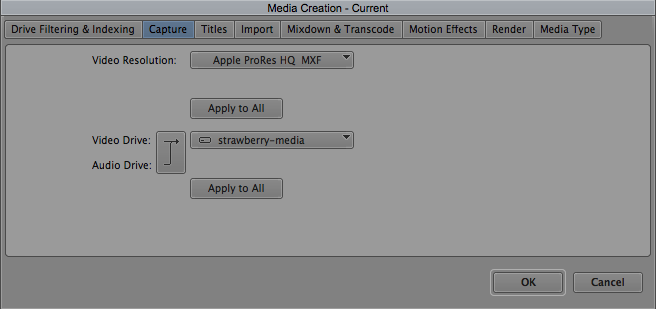 Media Creation - Current
Drive Filtering & Indexing Capture Titles Import Mixdown & Transcode Motion Effects Render Media Type
Video Resolution: Apple ProRes HQ MXF
Apply to All
Video Drive: strawberry-media
Audio Drive:
Apply to All
OK Cancel